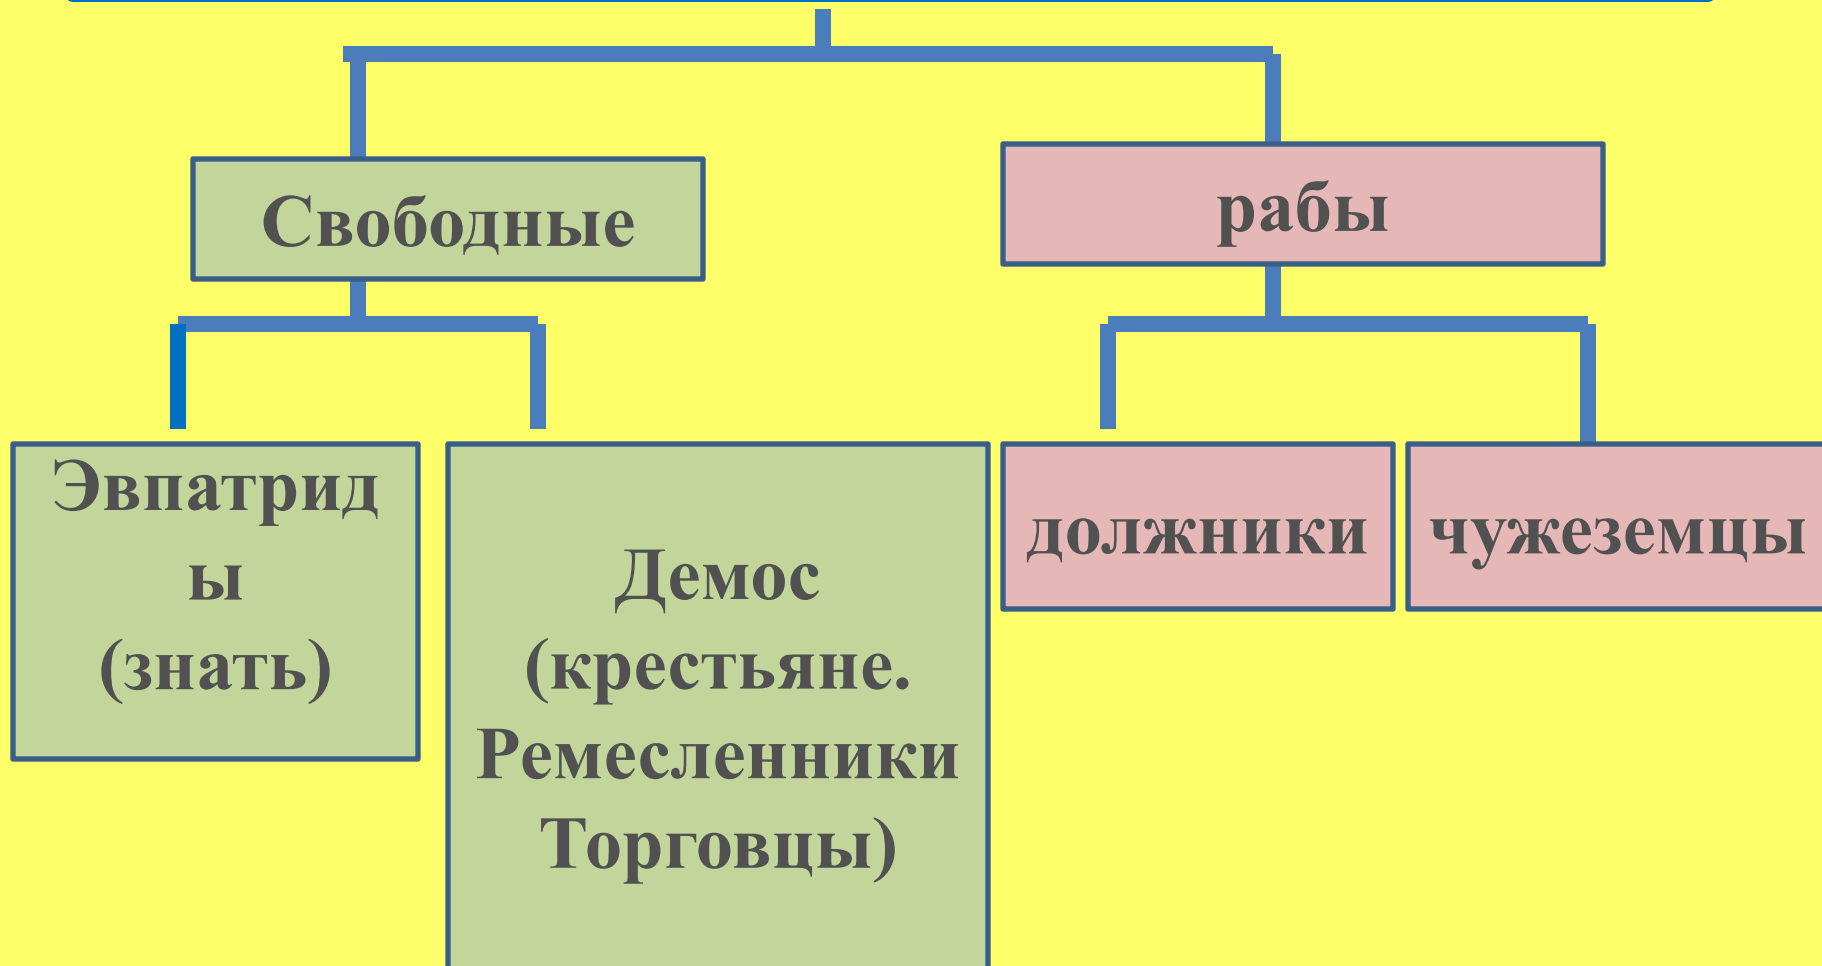 Свободные
рабы
Эвпатрид
ы
(знать)
Демос
(крестьяне.
Ремесленники
Торговцы)
должники
чужеземцы